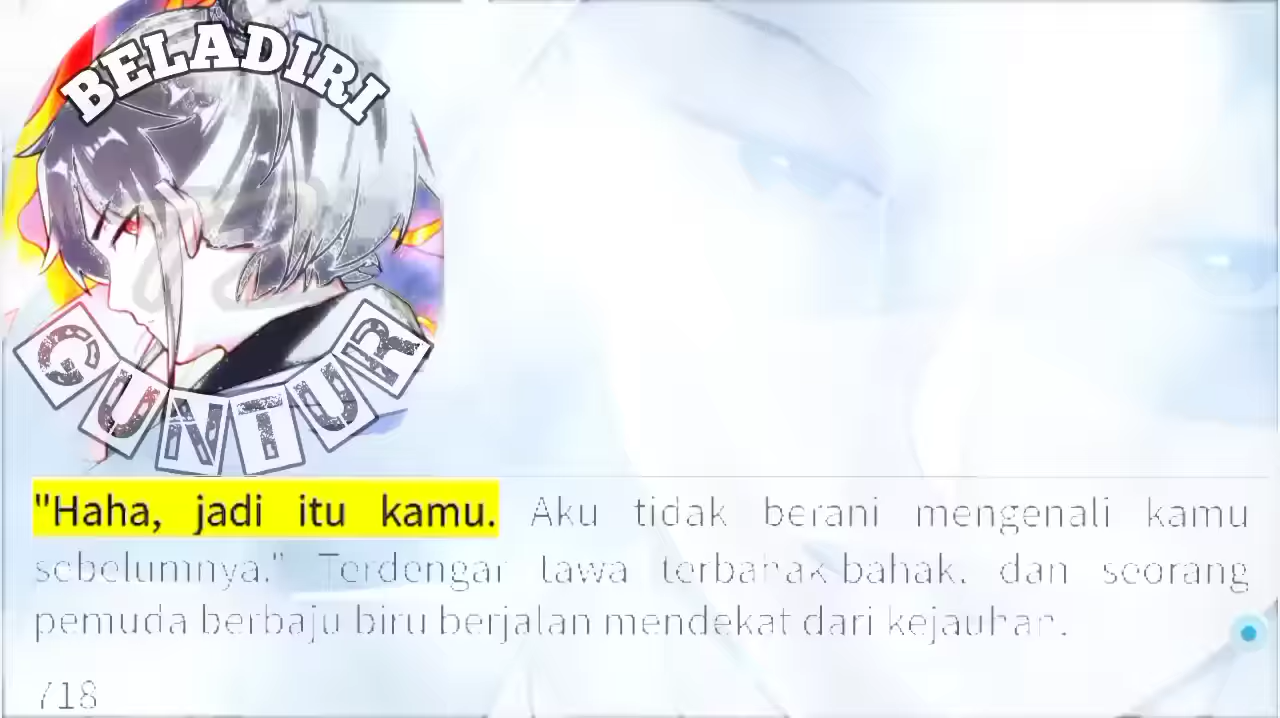 BELADIRI
GUNTUR
"Haha, jadi itu kamu. Aku tidak berani mengenali kamu
sebelumnya." Terdengar tawa terbahak-bahak, dan seorang
pemuda berbaju biru berjalan mendekat dari kejauhan.
718